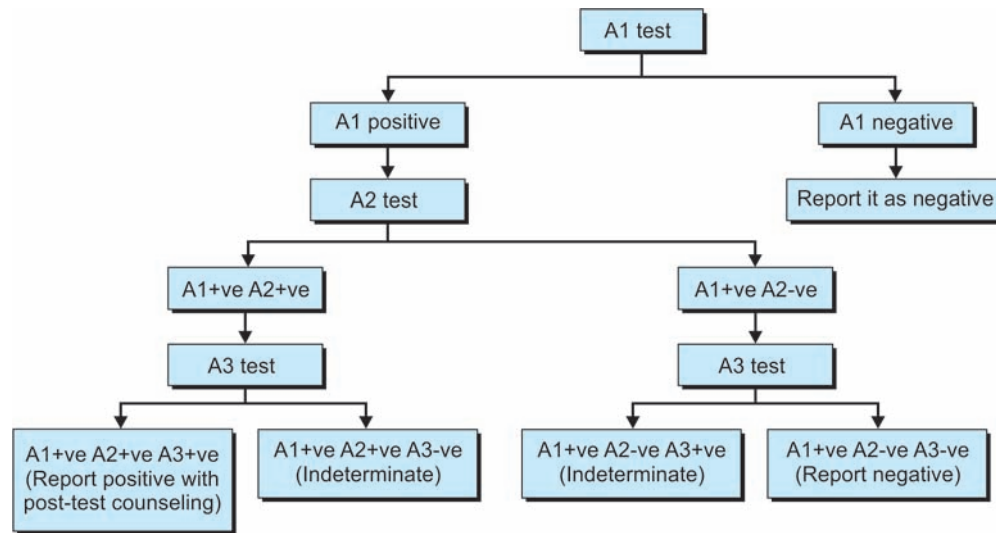 A1 test
A1 positive
A1 negative
A2 test
Report it as negative
A1+ve A2+ve
A1+ve A2-ve
A3 test
A3 test
A1+ve A2+ve A3+ve
(Report positive with
post-test counseling)
A1+ve A2+ve A3-ve
(Indeterminate)
A1+ve A2-ve A3+ve
(Indeterminate)
A1+ve A2-ve A3-ve
(Report negative)